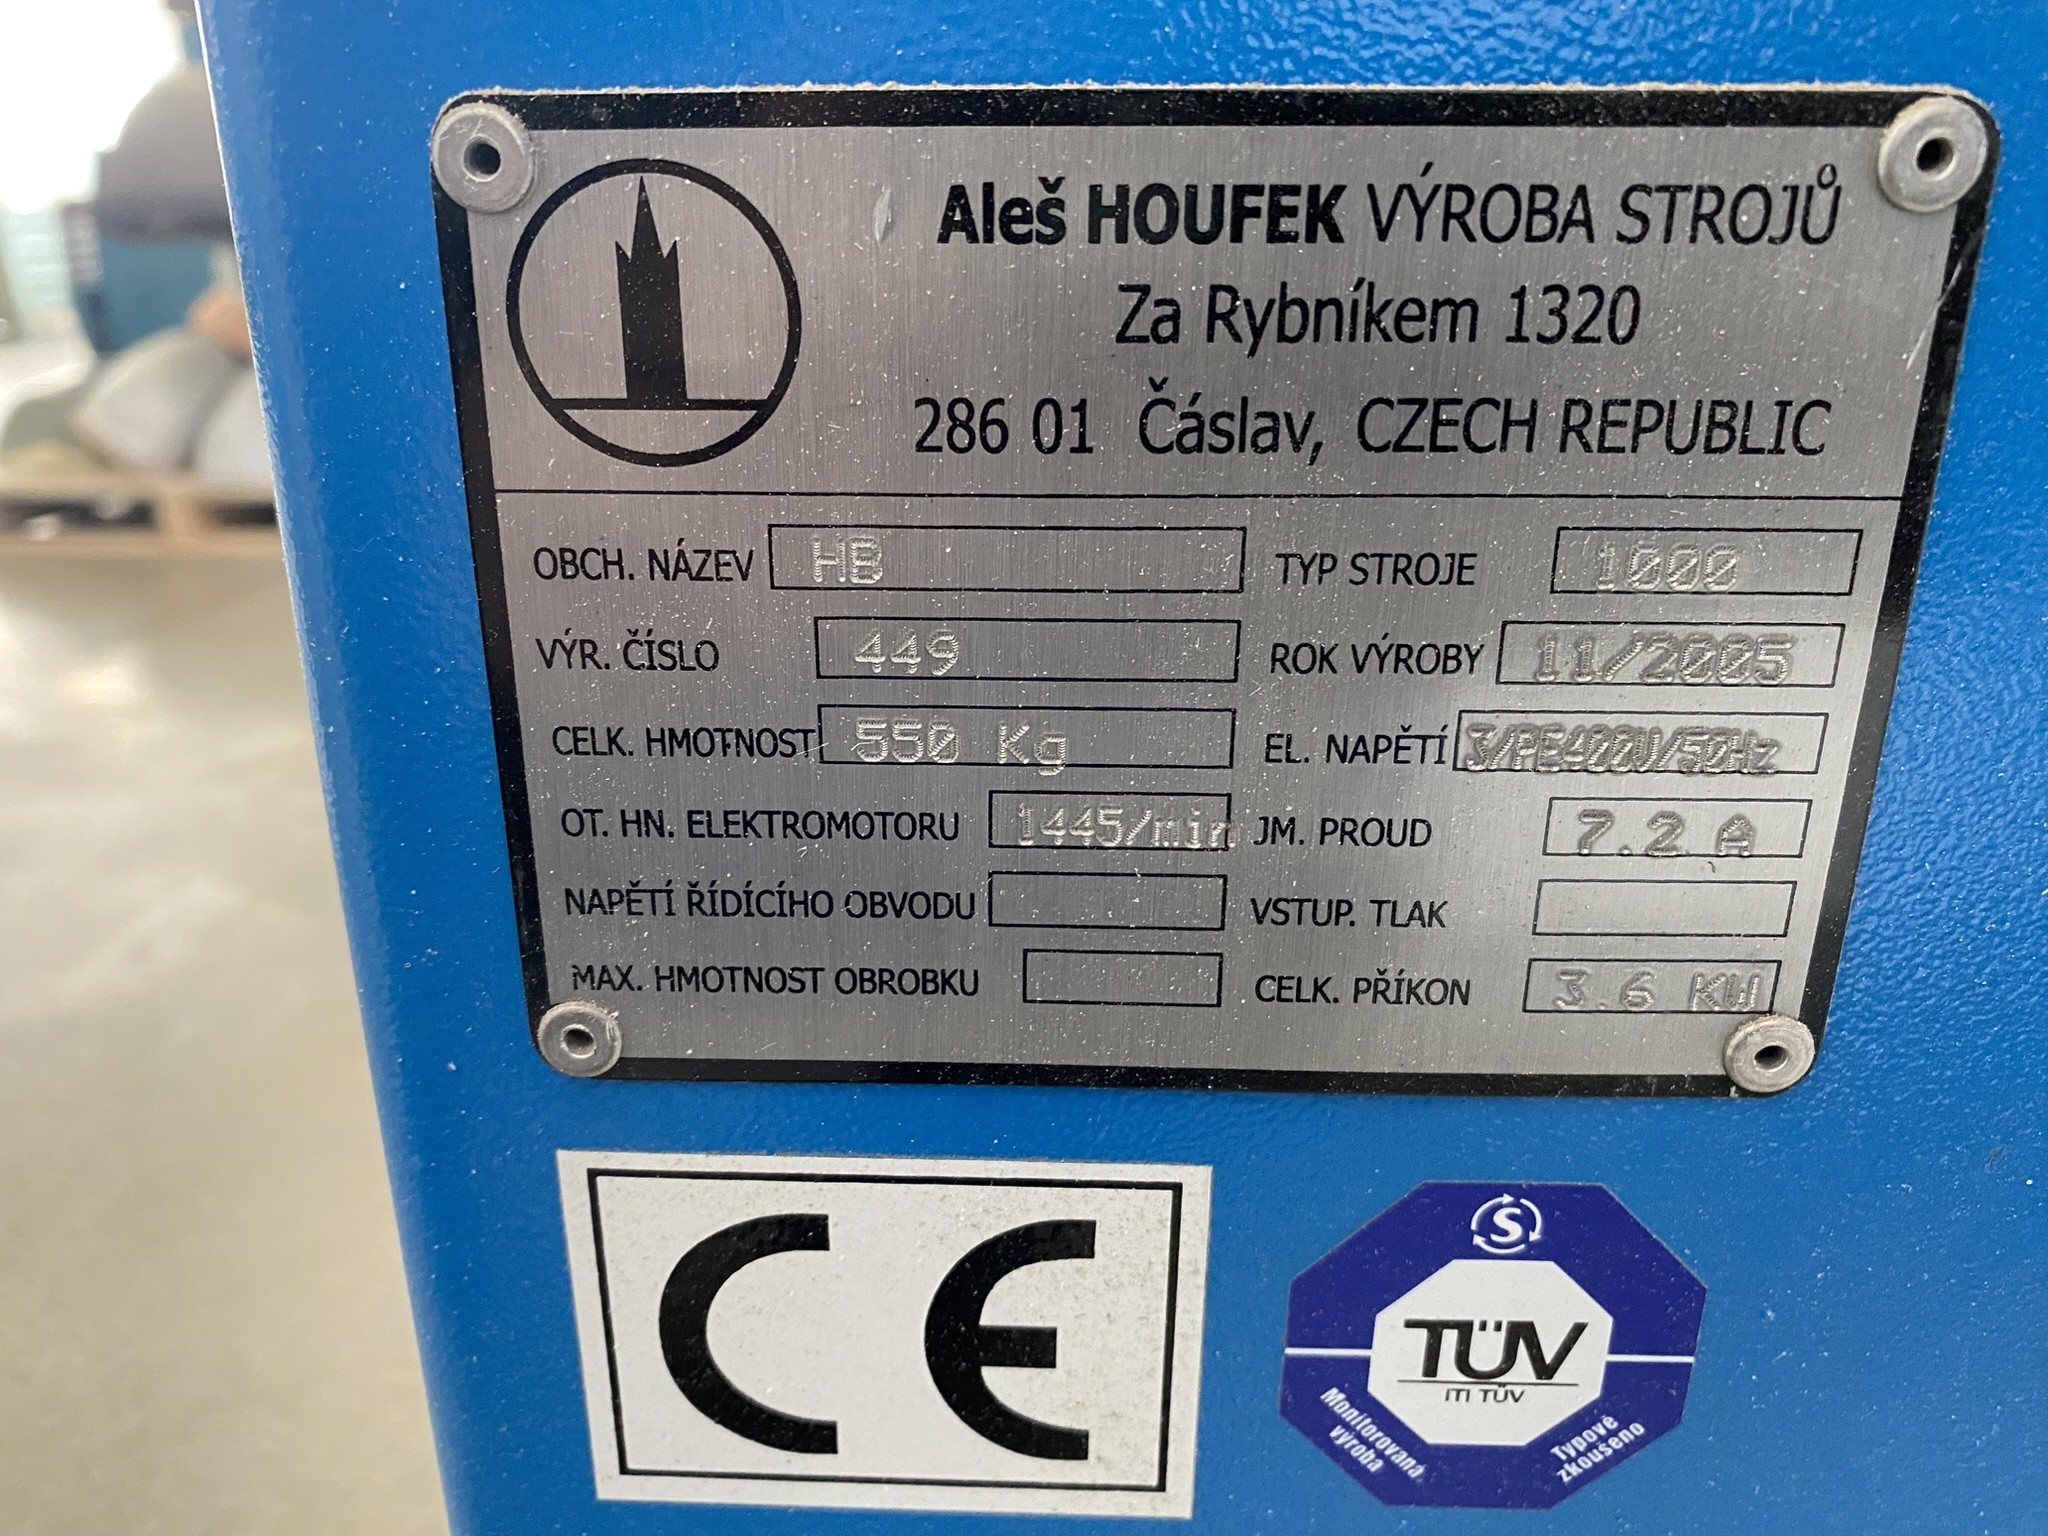 Aleš HOUFEK VÝROBA STROJŮ
Za Rybníkem 1320
286 01 Čáslav, CZECH REPUBLIC
OBCH. NÁZEV HB TYP STROJE 1000
VÝR. ČÍSLO 449 ROK VÝROBY 11/2005
CELK. HMOTNOST 550 Kg EL. NAPĚTÍ 3/PE400V/50Hz
OT. HN. ELEKTROMOTORU 1445/min JM. PROUD 7.2 A
NAPĚTÍ ŘÍDÍCÍHO OBVODU VSTUP. TLAK
MAX. HMOTNOST OBROBKU CELK. PŘÍKON 3.6 KW
CE
S
TÜV
ITI TÜV
Monitorovaná
výroba
Typově
zkoušeno